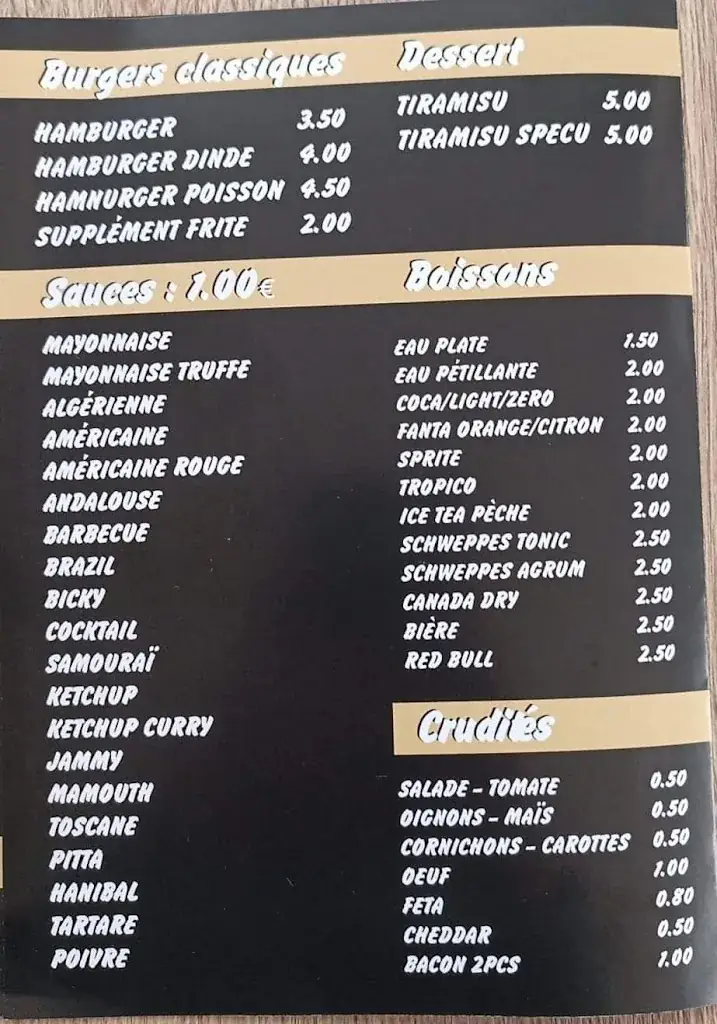 Burgers classiques
HAMBURGER 3.50
HAMBURGER DINDE 4.00
HAMNURGER POISSON 4.50
SUPPLÉMENT FRITE 2.00
Sauces : 1.00€
MAYONNAISE
MAYONNAISE TRUFFE
ALGÉRIENNE
AMÉRICAINE
AMÉRICAINE ROUGE
ANDALOUSE
BARBECUE
BRAZIL
BICKY
COCKTAIL
SAMOURAÏ
KETCHUP
KETCHUP CURRY
JAMMY
MAMOUTH
TOSCANE
PITTA
HANIBAL
TARTARE
POIVRE
Dessert
TIRAMISU 5.00
TIRAMISU SPECU 5.00
Boissons
EAU PLATE 1.50
EAU PÉTILLANTE 2.00
COCA/LIGHT/ZERO 2.00
FANTA ORANGE/CITRON 2.00
SPRITE 2.00
TROPICO 2.00
ICE TEA PÈCHE 2.00
SCHWEPPES TONIC 2.50
SCHWEPPES AGRUM 2.50
CANADA DRY 2.50
BIÈRE 2.50
RED BULL 2.50
Crudités
SALADE - TOMATE 0.50
OIGNONS - MAÏS 0.50
CORNICHONS - CAROTTES 0.50
OEUF 1.00
FETA 0.80
CHEDDAR 0.50
BACON 2PCS 1.00